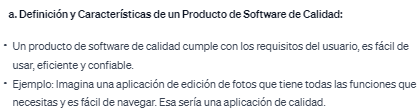 a. Definición y Características de un Producto de Software de Calidad:
• Un producto de software de calidad cumple con los requisitos del usuario, es fácil de
usar, eficiente y confiable.
• Ejemplo: Imagina una aplicación de edición de fotos que tiene todas las funciones que
necesitas y es fácil de navegar. Esa sería una aplicación de calidad.